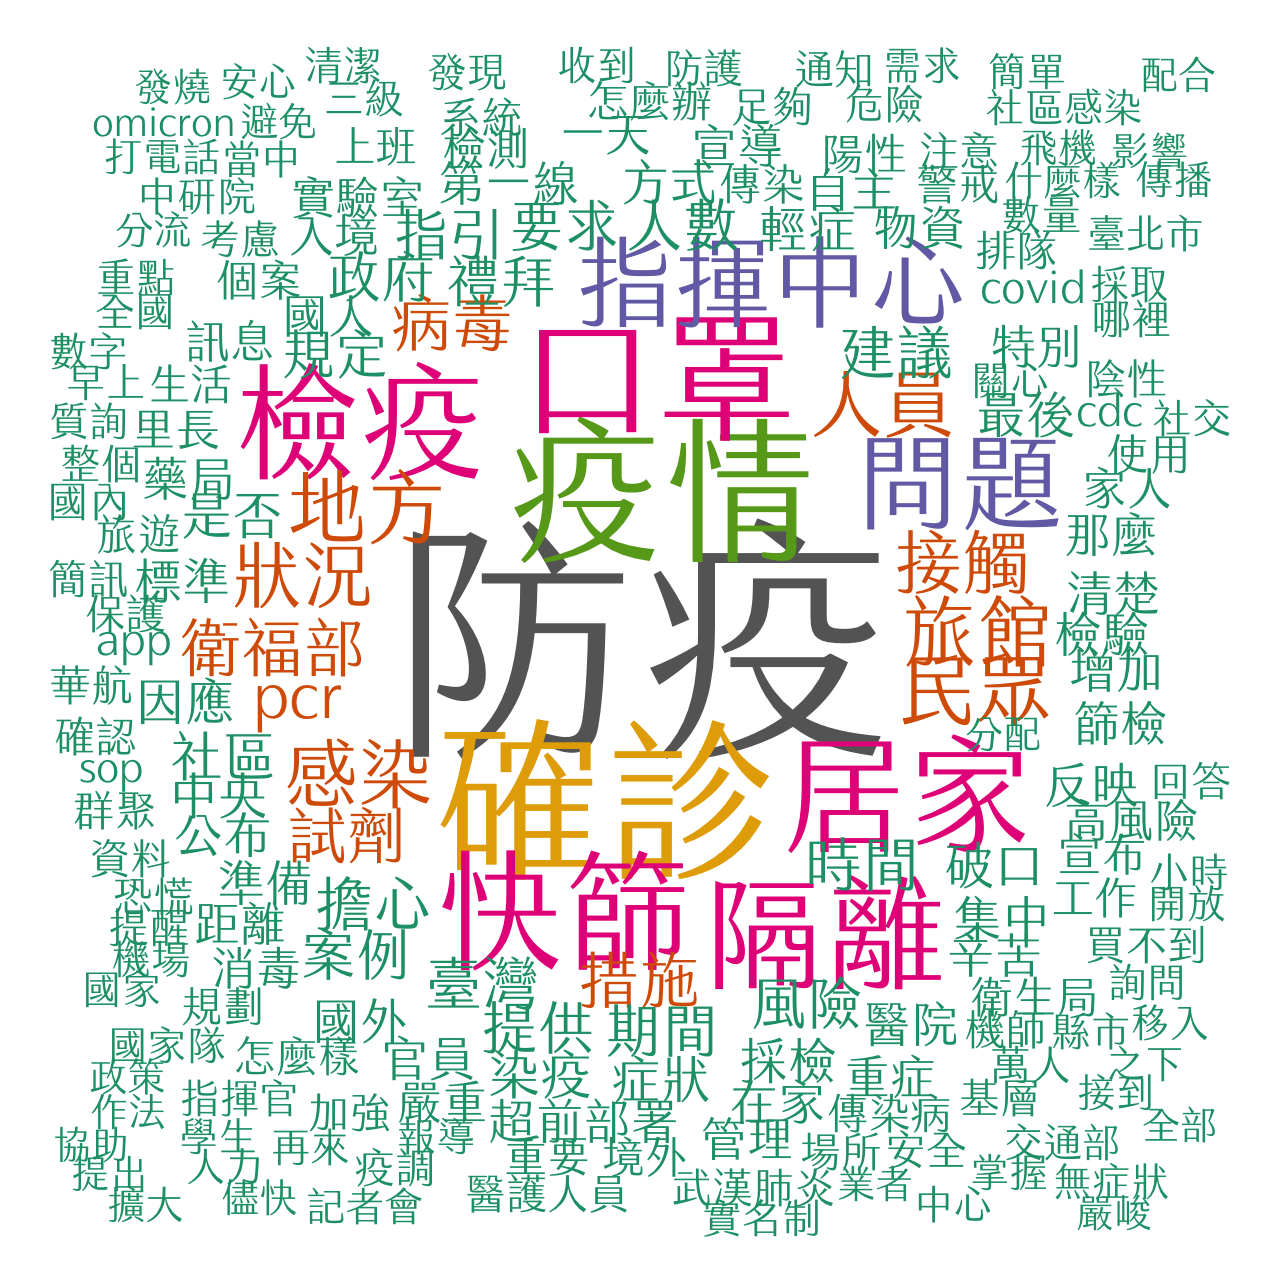 清潔 發現 收到 防護 通知 需求 簡單 配合
發燒 安心 三級 系統 怎麼辦 足夠 危險 社區感染
omicron 避免 上班 檢測 一天 宣導 陽性 注意 飛機 影響
打電話 當中 第一線 方式 傳染 自主 警戒 什麼樣 傳播
中研院 實驗室 指引 要求 人數 輕症 物資 數量 臺北市
分流 考慮 入境 政府 禮拜 指揮中心 排隊
重點 個案 國人 病毒 口罩 covid 採取
全國 訊息 規定 建議 特別 哪裡
數字 早上 生活 檢疫 人員 關心 陰性
質詢 里長 疫情 問題 最後 cdc 社交
整個 藥局 地方 使用
國內 是否 家人
旅遊 狀況 防疫 接觸 那麼
簡訊 標準 清楚
保護 衛福部 旅館 檢驗
app 民眾 增加
華航 因應 pcr 篩檢
確認 社區 確診 居家 分配
sop 中央 感染 反映 回答
群聚 公布 試劑 高風險
資料 準備 快篩 隔離 時間 破口 宣布 小時
恐慌 擔心 工作 開放
提醒 距離 案例 集中
機場 消毒 措施 辛苦 買不到
國家 規劃 臺灣 風險 衛生局 詢問
國外 提供 期間 醫院 機師 縣市 移入
國家隊 怎麼樣 官員 染疫 症狀 採檢 重症 萬人 之下
政策 指揮官 嚴重 在家 基層 接到
作法 加強 超前部署 傳染病 全部
協助 學生 再來 報導 重要 境外 管理 場所 安全 交通部
提出 人力 疫調 醫護人員 武漢肺炎 業者 掌握 無症狀
擴大 儘快 記者會 實名制 中心 嚴峻